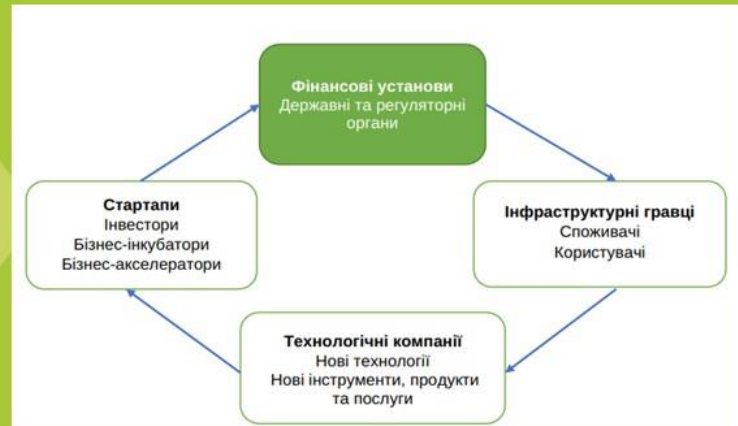 Фінансові установи
Державні та регуляторні
органи
Стартапи
Інвестори
Бізнес-інкубатори
Бізнес-акселератори
Інфраструктурні гравці
Споживачі
Користувачі
Технологічні компанії
Нові технології
Нові інструменти, продукти
та послуги